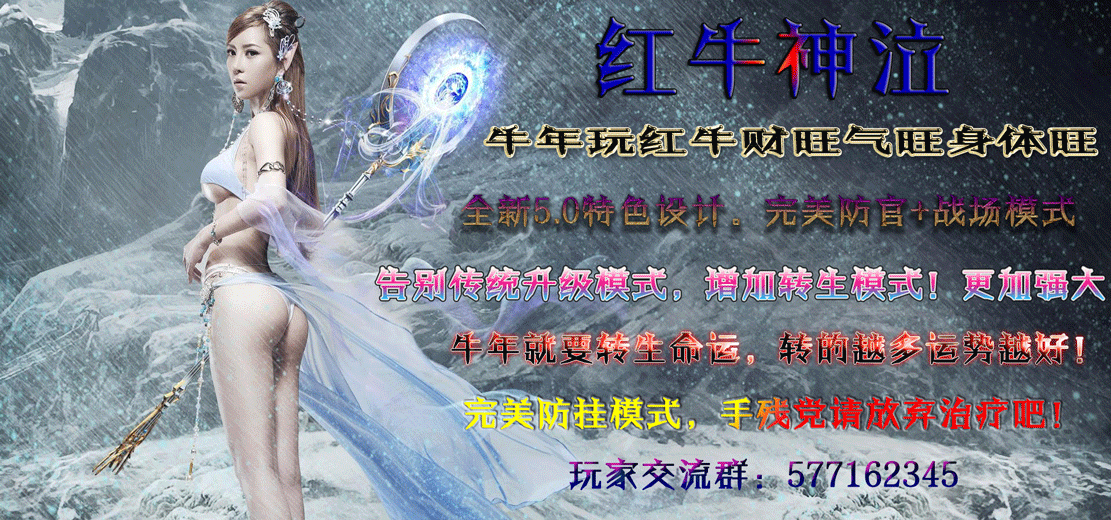 红牛神泣
牛年玩红牛财旺气旺身体旺
全新5.0特色设计。完美防官+战场模式
告别传统升级模式，增加转生模式！更加强大
牛年就要转生命运，转的越多运势越好！
完美防挂模式，手残党请放弃治疗吧！
玩家交流群：577162345